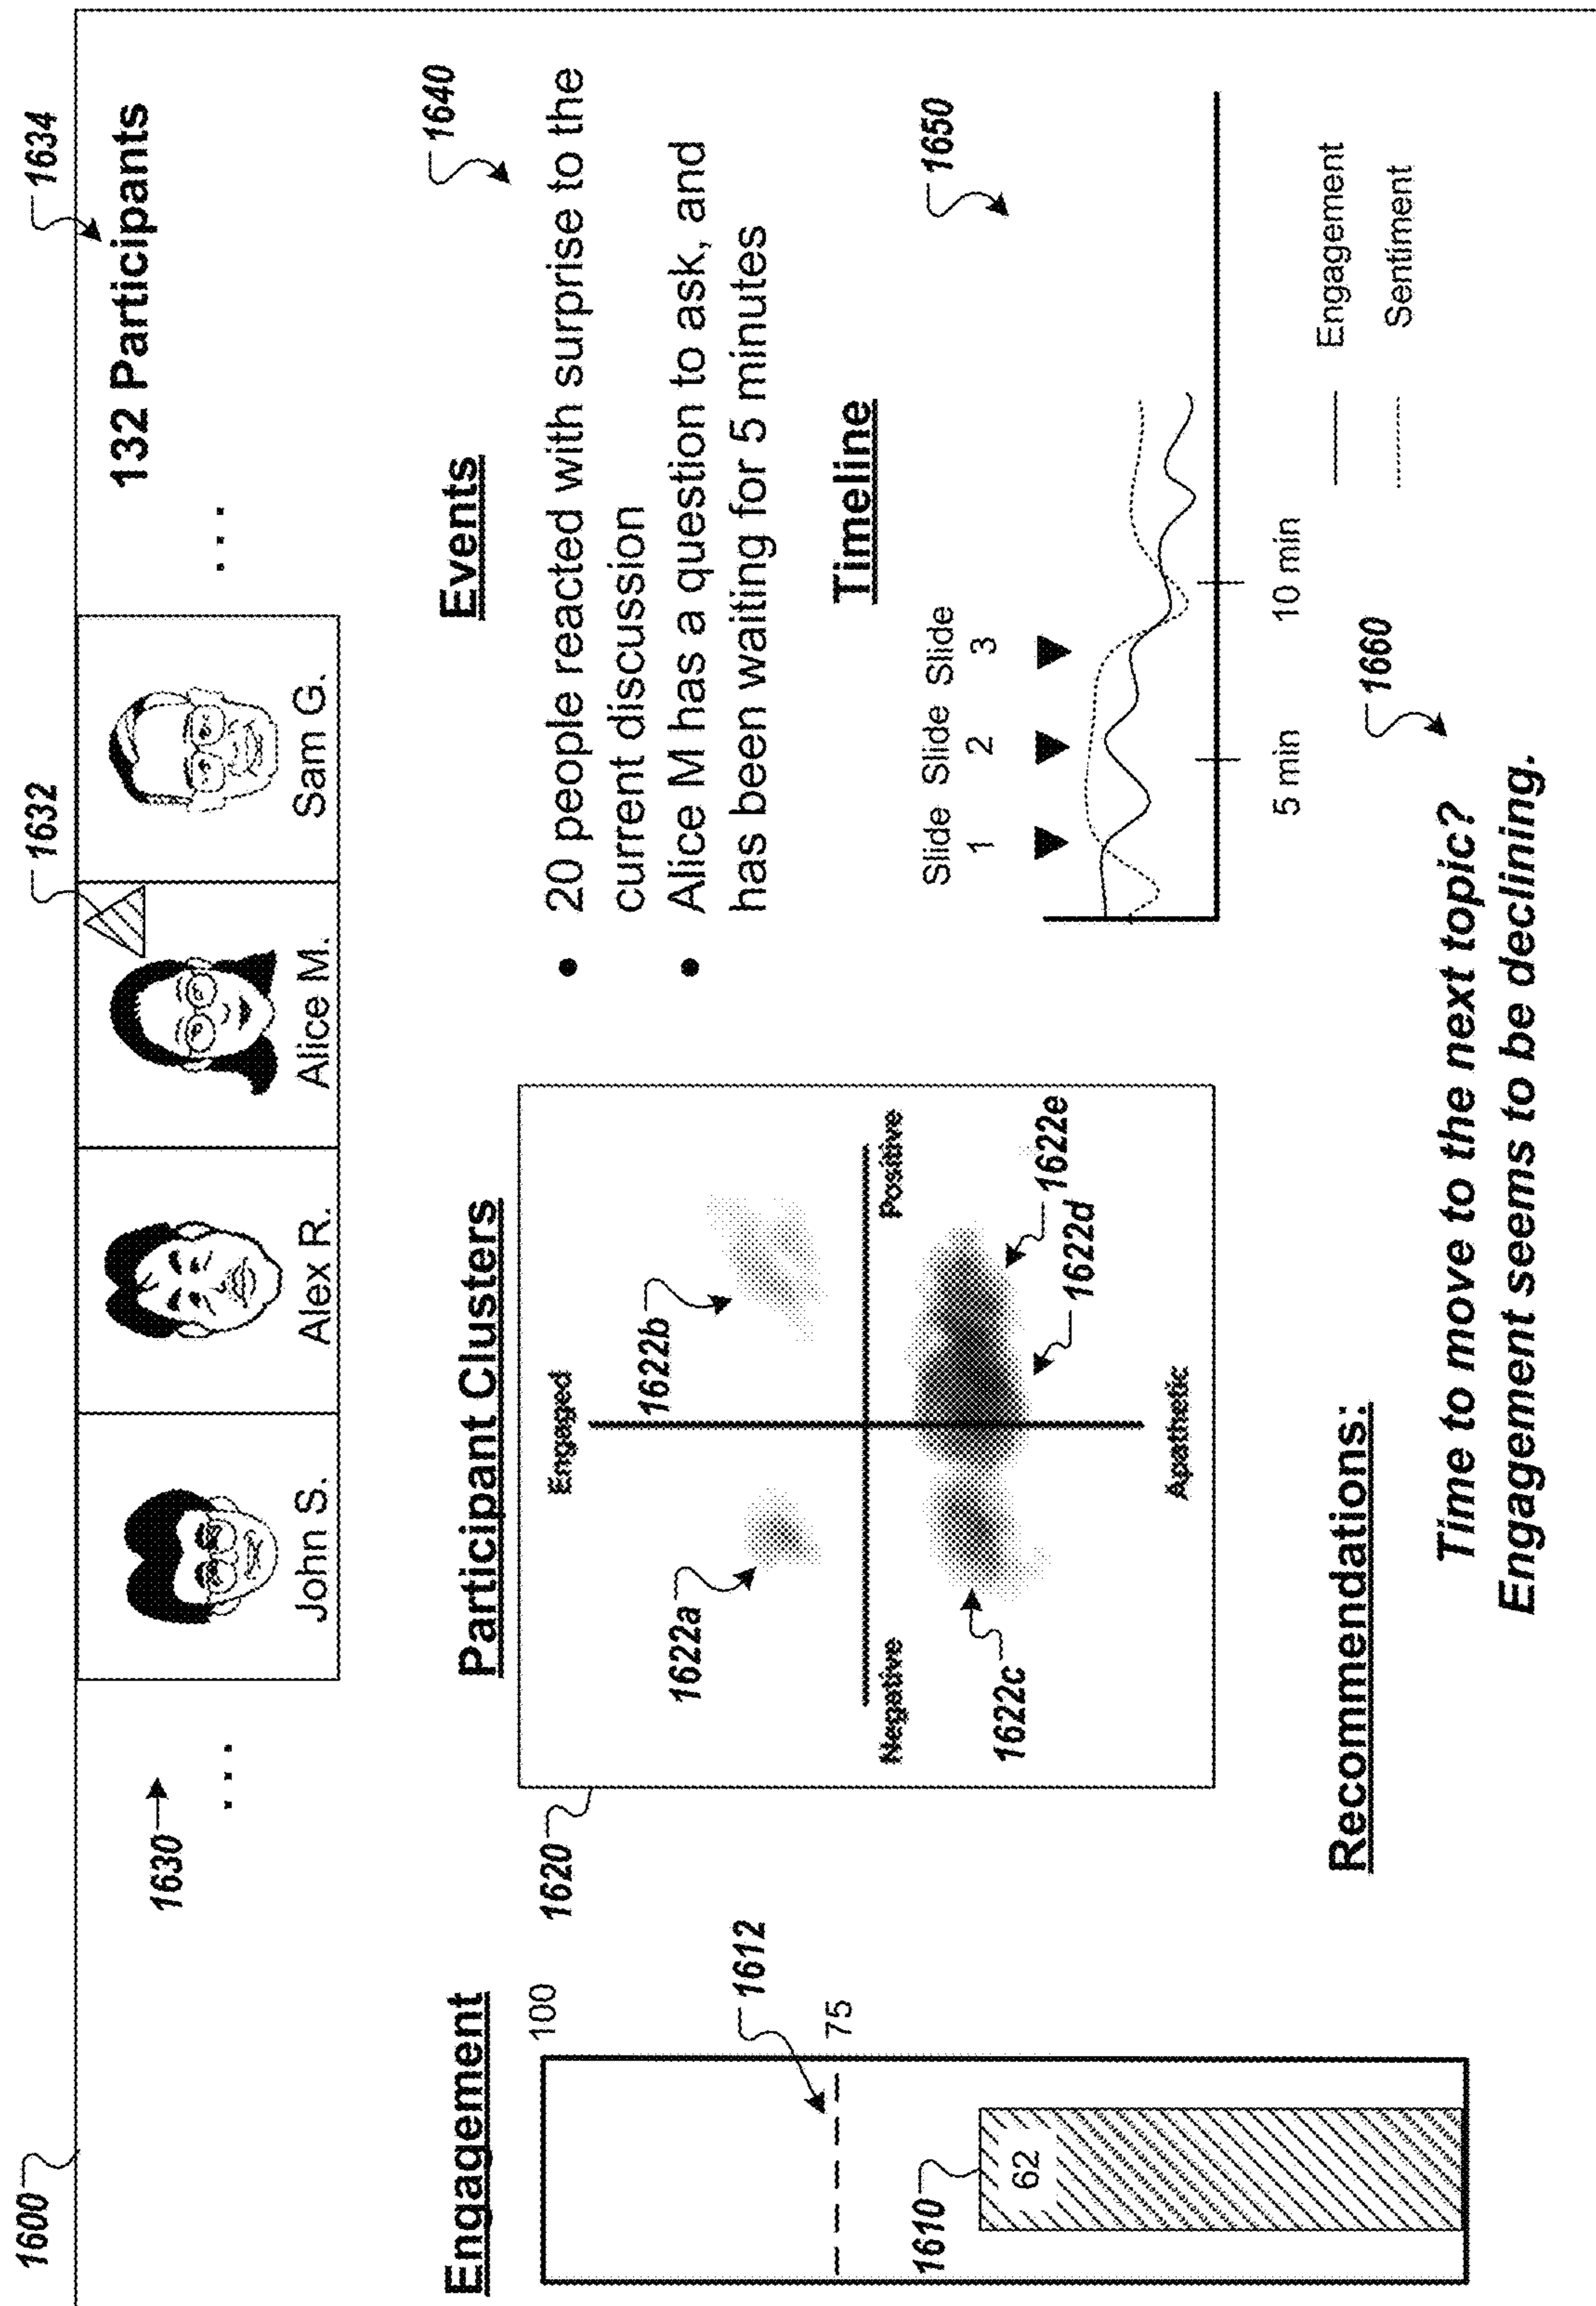 1600
1630
1632
1634
132 Participants
. . .
. . .
John S.
Alex R.
Alice M.
Sam G.
Engagement
100
75
1612
1610
62
Participant Clusters
1620
Engaged
Negative
Positive
Apathetic
1622a
1622b
1622c
1622d
1622e
Events
1640
• 20 people reacted with surprise to the
current discussion
• Alice M has a question to ask, and
has been waiting for 5 minutes
Timeline
1650
Slide Slide Slide
1 2 3
5 min 10 min
Engagement
Sentiment
Recommendations:
1660
Time to move to the next topic?
Engagement seems to be declining.